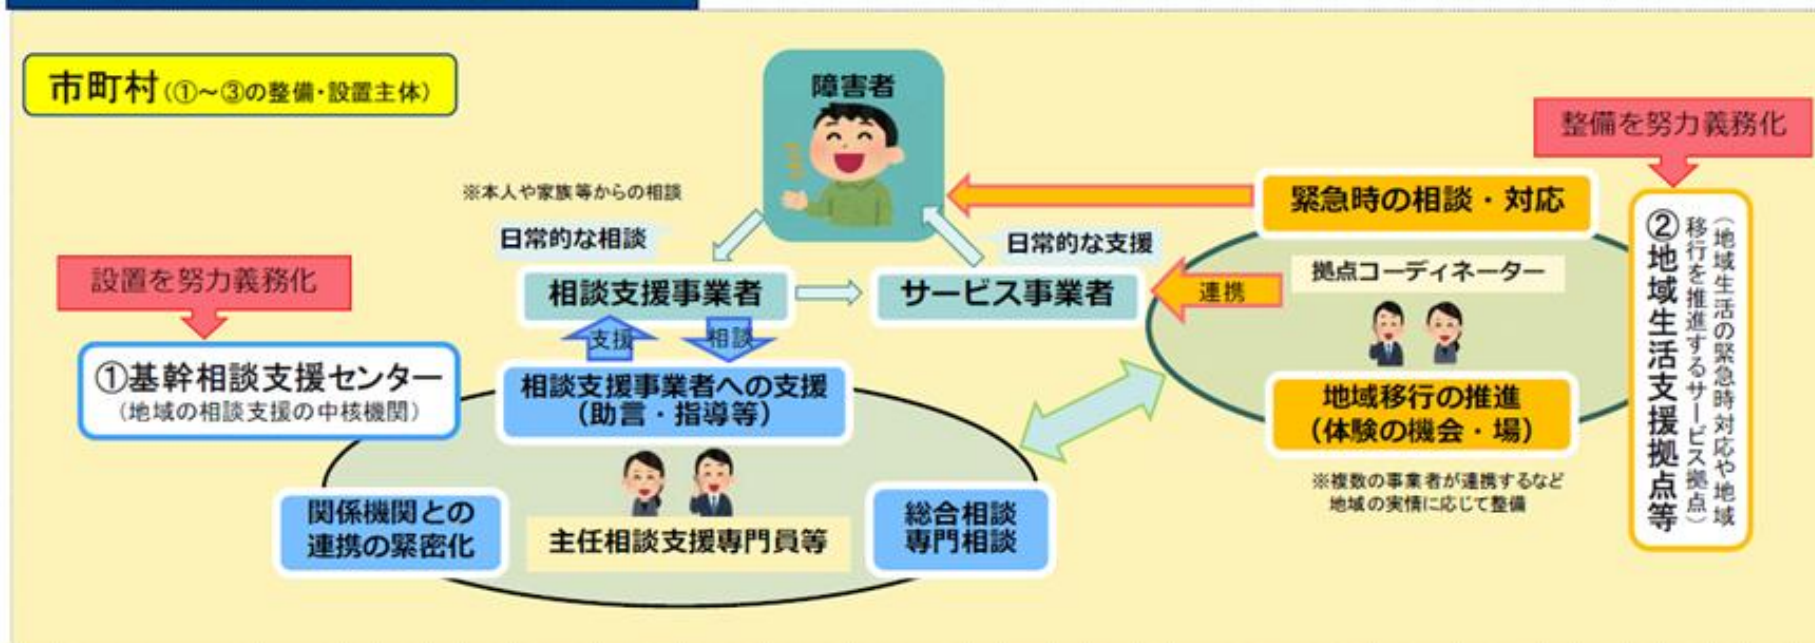 市町村(①～③の整備・設置主体)
障害者
整備を努力義務化
※本人や家族等からの相談
日常的な相談
日常的な支援
緊急時の相談・対応
設置を努力義務化
相談支援事業者
サービス事業者
連携
拠点コーディネーター
支援
相談
①基幹相談支援センター
(地域の相談支援の中核機関)
相談支援事業者への支援
(助言・指導等)
地域移行の推進
(体験の機会・場)
②地域生活支援拠点等
(地域生活の緊急時対応や地域
移行を推進するサービス拠点)
※複数の事業者が連携するなど
地域の実情に応じて整備
関係機関との
連携の緊密化
主任相談支援専門員等
総合相談
専門相談